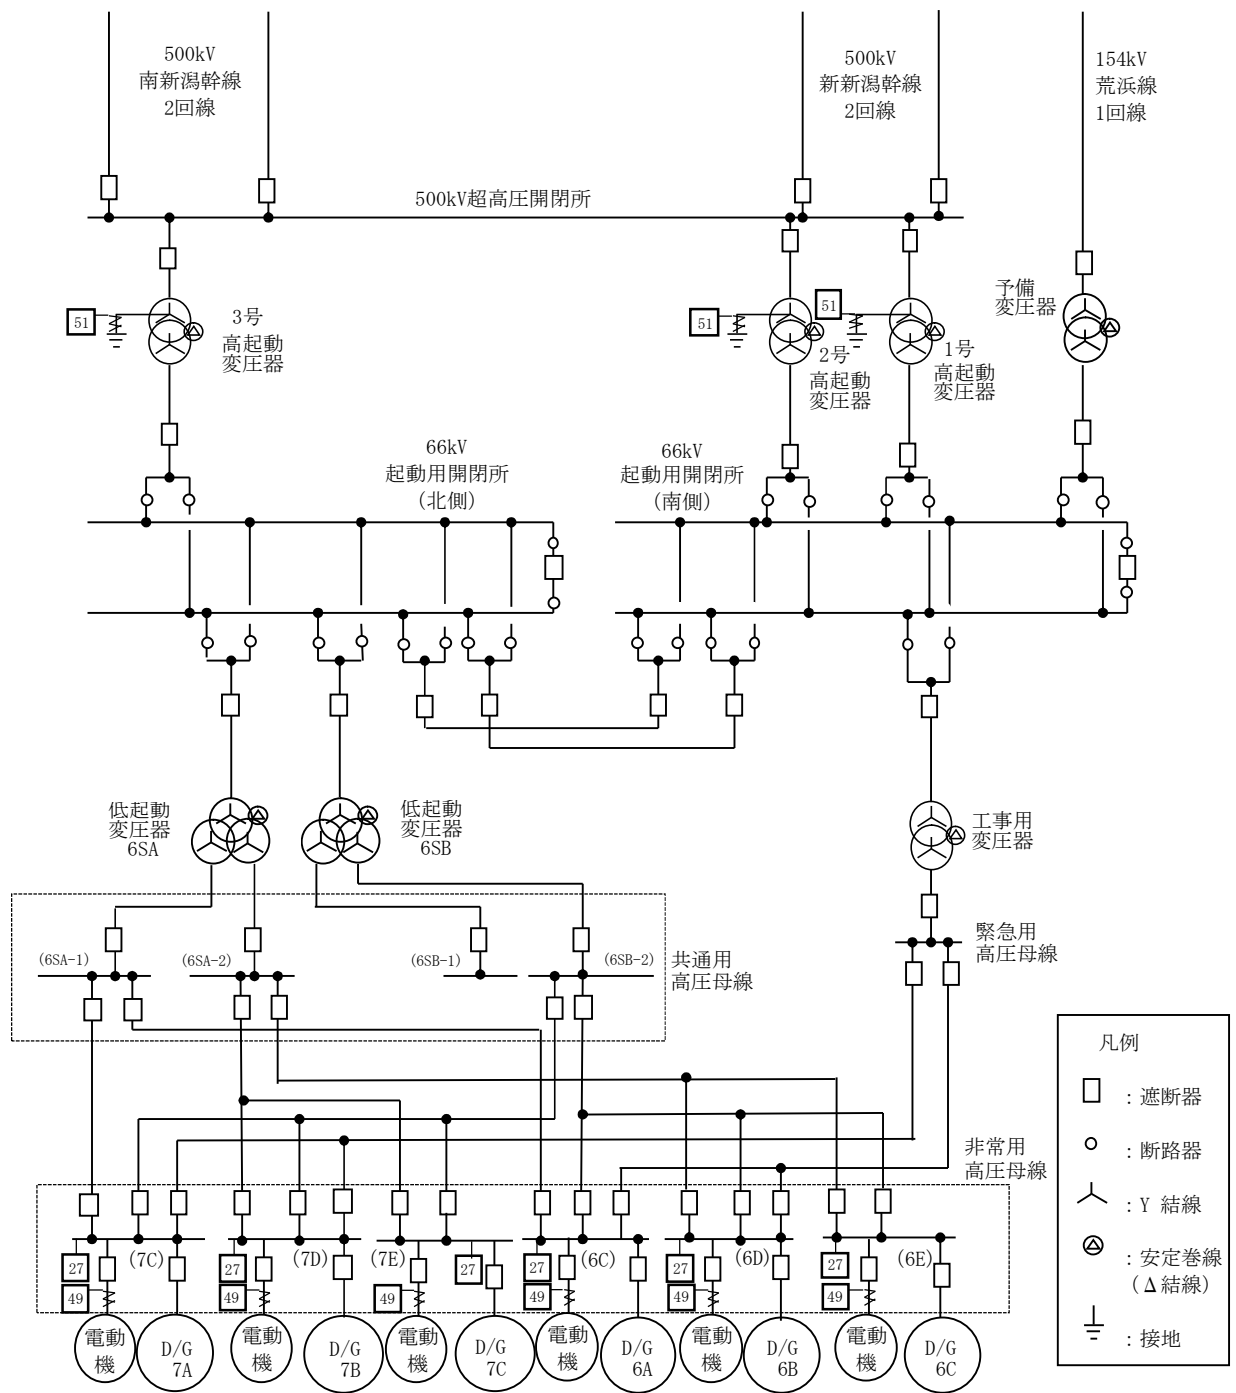 500kV
南新潟幹線
2回線
500kV
新新潟幹線
2回線
154kV
荒浜線
1回線
500kV超高圧開閉所
51
3号
高起動
変圧器
51
2号
高起動
変圧器
51
1号
高起動
変圧器
予備
変圧器
66kV
起動用開閉所
(北側)
66kV
起動用開閉所
(南側)
低起動
変圧器
6SA
低起動
変圧器
6SB
工事用
変圧器
緊急用
高圧母線
(6SA-1)
(6SA-2)
(6SB-1)
(6SB-2)
共通用
高圧母線
非常用
高圧母線
27
(7C)
27
(7D)
(7E)
27
27
(6C)
27
(6D)
27
(6E)
49
49
49
49
49
49
電動
機
D/G
7A
電動
機
D/G
7B
電動
機
D/G
7C
電動
機
D/G
6A
電動
機
D/G
6B
電動
機
D/G
6C
凡例
：遮断器
：断路器
：Y 結線
：安定巻線
(Δ結線)
：接地